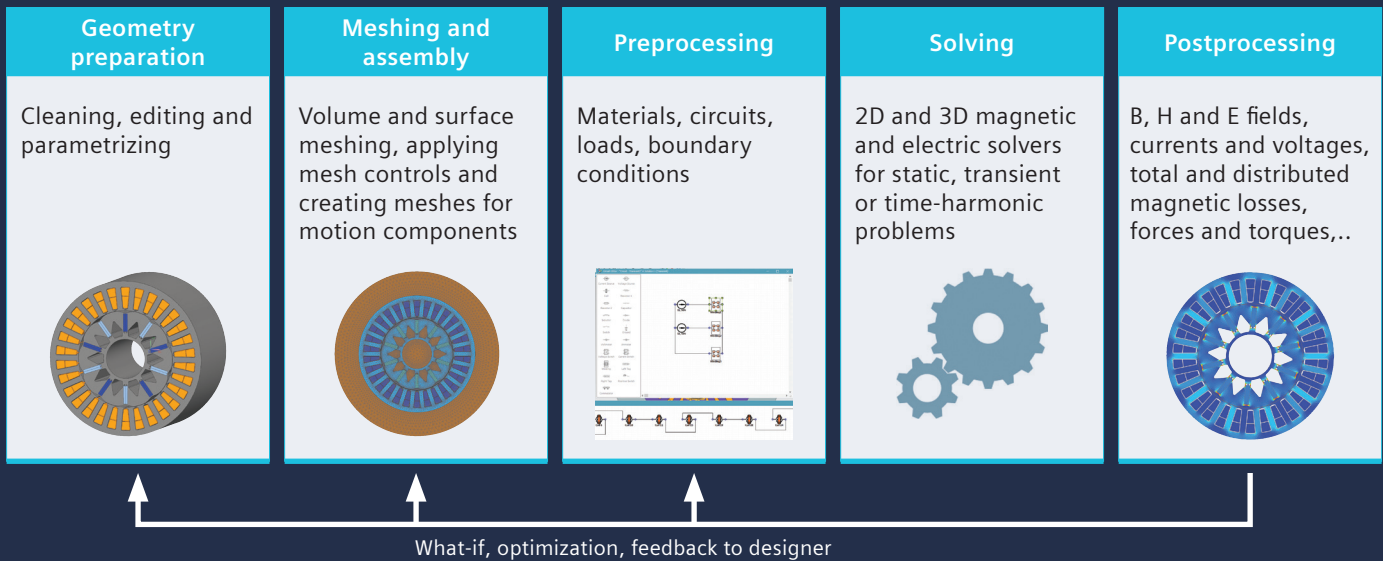 Geometry
preparation
Cleaning, editing and
parametrizing
Meshing and
assembly
Volume and surface
meshing, applying
mesh controls and
creating meshes for
motion components
Preprocessing
Materials, circuits,
loads, boundary
conditions
Solving
2D and 3D magnetic
and electric solvers
for static, transient
or time-harmonic
problems
Postprocessing
B, H and E fields,
currents and voltages,
total and distributed
magnetic losses,
forces and torques,..
What-if, optimization, feedback to designer